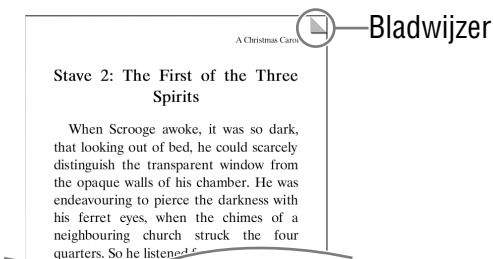 A Christmas Caro
Bladwijzer
Stave 2: The First of the Three
Spirits
When Scrooge awoke, it was so dark,
that looking out of bed, he could scarcely
distinguish the transparent window from
the opaque walls of his chamber. He was
endeavouring to pierce the darkness with
his ferret eyes, when the chimes of a
neighbouring church struck the four
quarters. So he listened